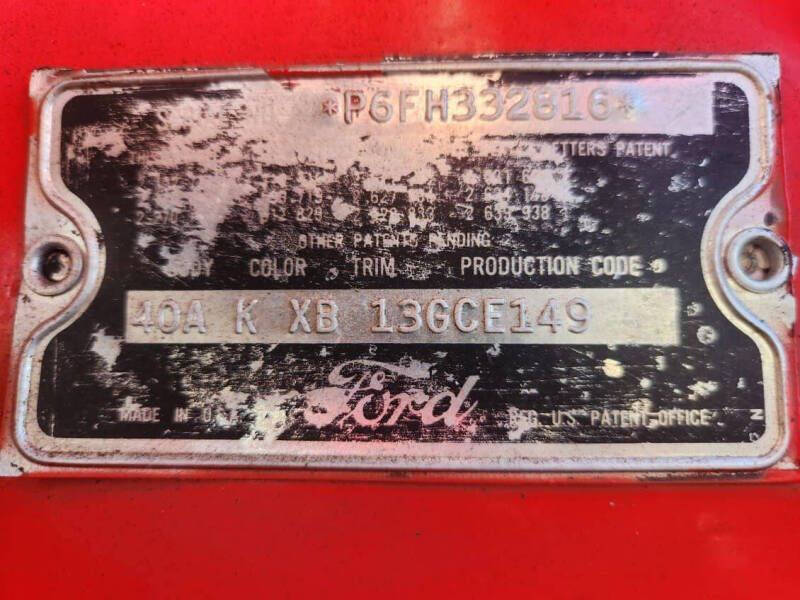 *P6FH332816*
ETTERS PATENT
OTHER PATENTS PENDING
BODY COLOR TRIM PRODUCTION CODE
40A K XB 13GCE149
Ford
MADE IN U.S.A. REG. U.S. PATENT OFFICE